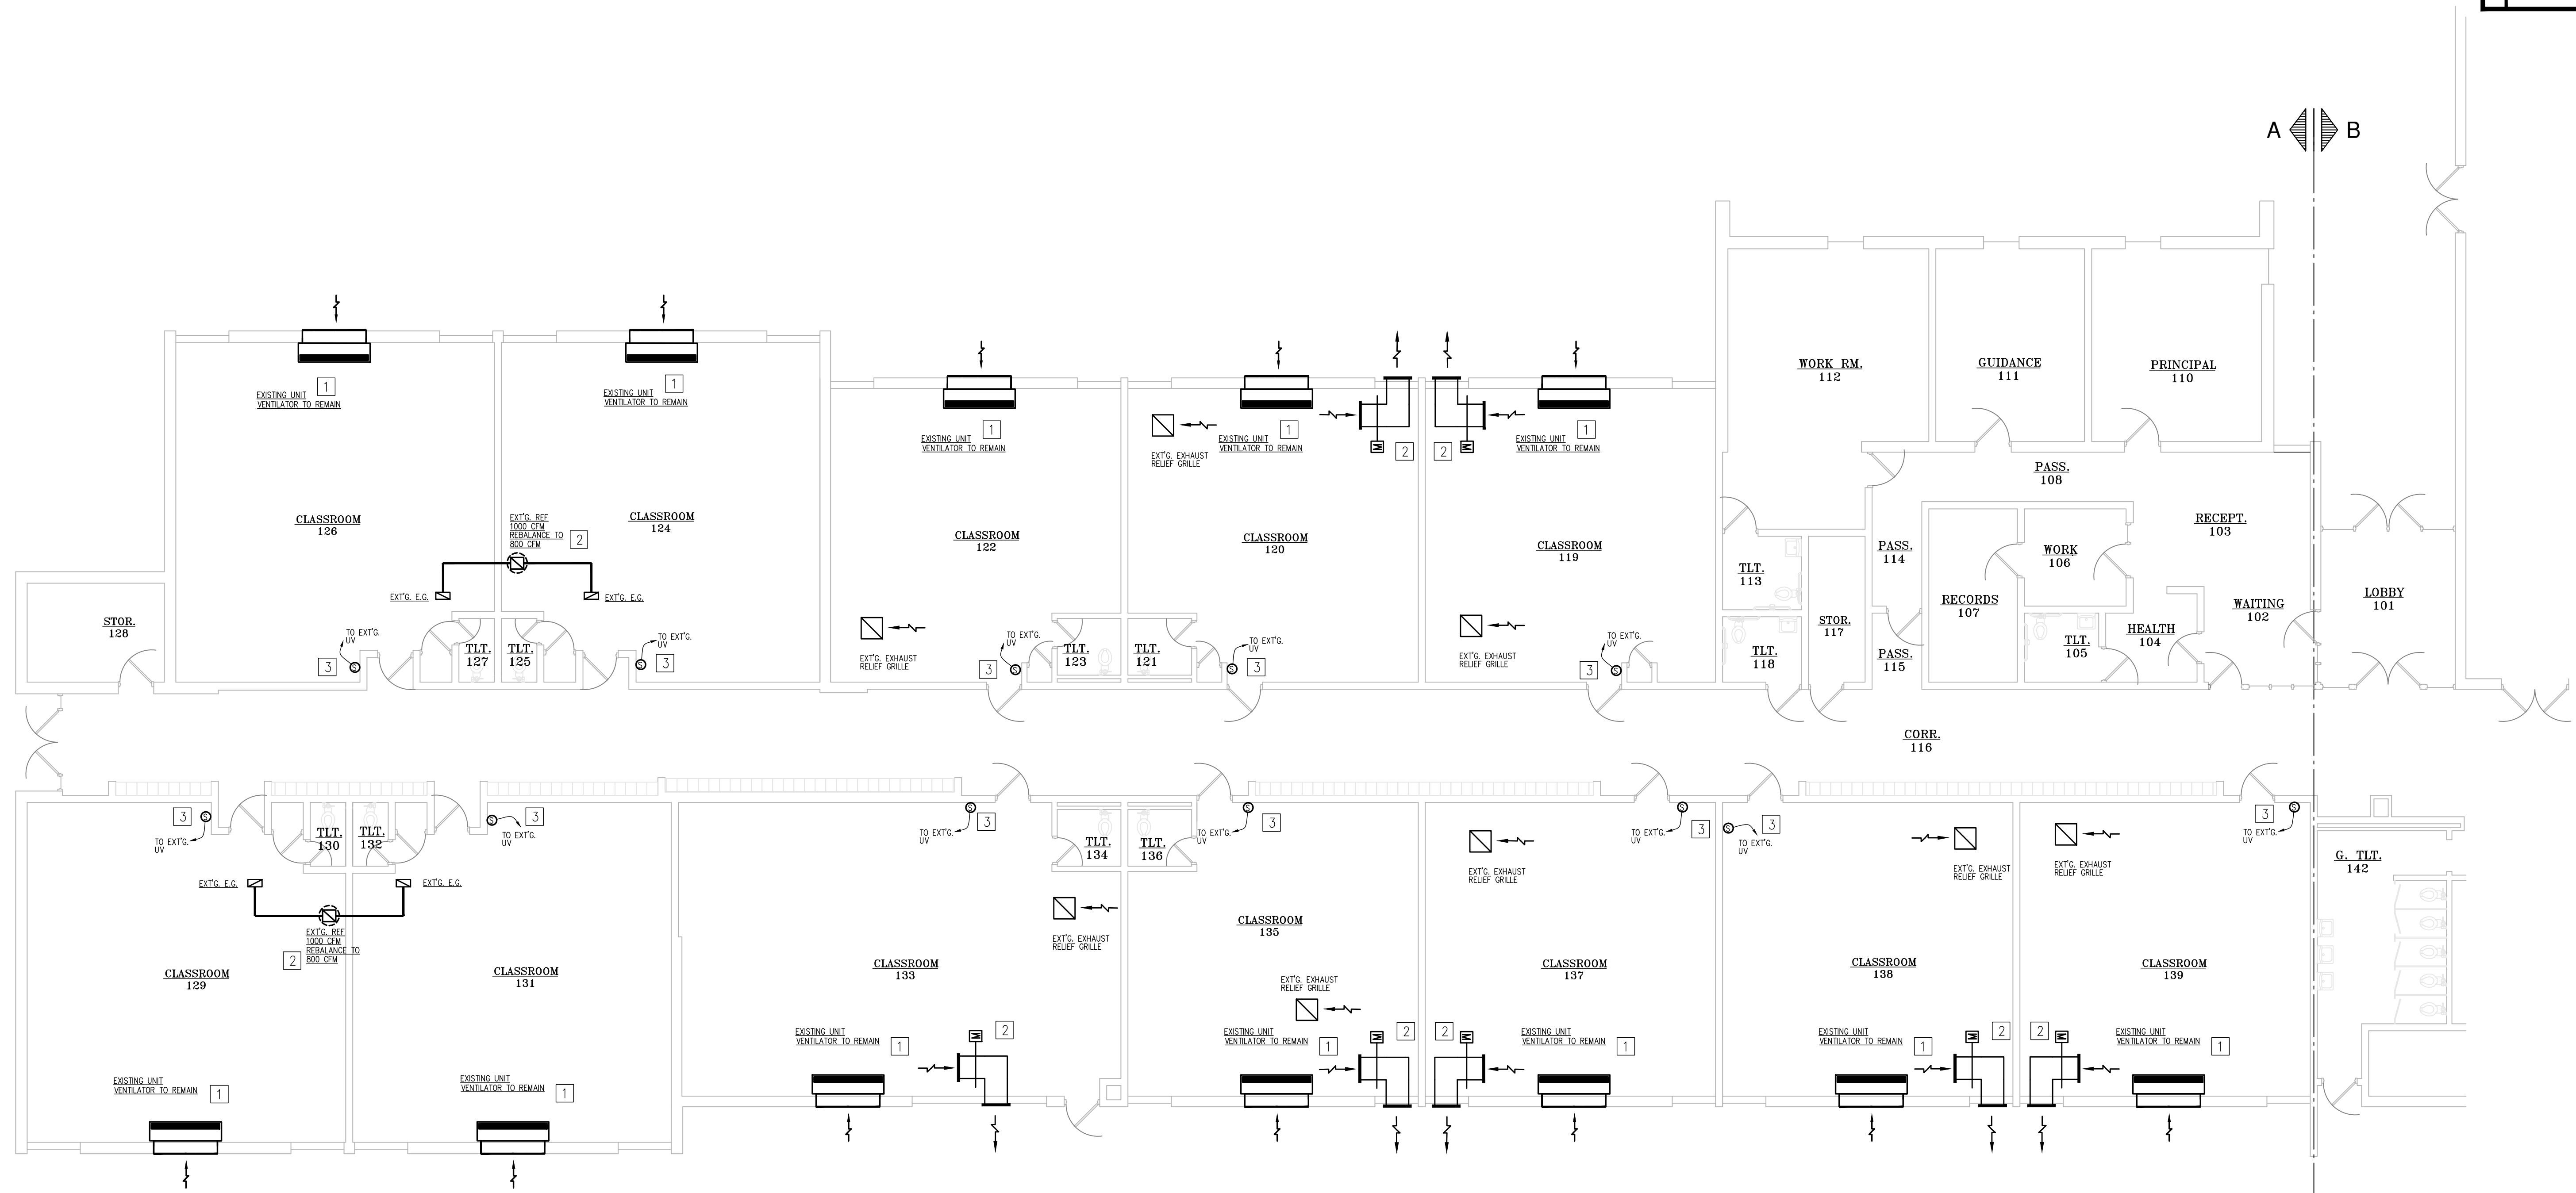 A B
EXISTING UNIT
VENTILATOR TO REMAIN
1
EXISTING UNIT
VENTILATOR TO REMAIN
1
EXISTING UNIT
VENTILATOR TO REMAIN
1
EXT'G. EXHAUST
RELIEF GRILLE
EXISTING UNIT
VENTILATOR TO REMAIN
1
M
2
2
M
EXISTING UNIT
VENTILATOR TO REMAIN
1
WORK RM.
112
GUIDANCE
111
PRINCIPAL
110
PASS.
108
CLASSROOM
126
EXT'G. REF
1000 CFM
REBALANCE TO
800 CFM
2
CLASSROOM
124
CLASSROOM
122
CLASSROOM
120
CLASSROOM
119
RECEPT.
103
PASS.
114
WORK
106
TLT.
113
EXT'G. E.G.
EXT'G. E.G.
RECORDS
107
WAITING
102
LOBBY
101
STOR.
128
STOR.
117
HEALTH
104
TO EXT'G.
UV
S
3
TLT.
127
TLT.
125
TO EXT'G.
UV
S
3
EXT'G. EXHAUST
RELIEF GRILLE
TO EXT'G.
UV
S
3
TLT.
123
TLT.
121
TO EXT'G.
UV
S
3
EXT'G. EXHAUST
RELIEF GRILLE
TO EXT'G.
UV
S
3
TLT.
118
PASS.
115
TLT.
105
CORR.
116
3
S
TO EXT'G.
UV
TLT.
130
TLT.
132
S
3
TO EXT'G.
UV
S
3
TO EXT'G.
UV
TLT.
134
TLT.
136
S
3
TO EXT'G.
UV
EXT'G. EXHAUST
RELIEF GRILLE
S
3
TO EXT'G.
UV
S
3
TO EXT'G.
UV
EXT'G. EXHAUST
RELIEF GRILLE
EXT'G. EXHAUST
RELIEF GRILLE
S
3
TO EXT'G.
UV
G. TLT.
142
EXT'G. E.G.
EXT'G. E.G.
EXT'G. REF
1000 CFM
REBALANCE TO
800 CFM
2
EXT'G. EXHAUST
RELIEF GRILLE
CLASSROOM
129
CLASSROOM
131
CLASSROOM
133
CLASSROOM
135
CLASSROOM
137
CLASSROOM
138
CLASSROOM
139
EXT'G. EXHAUST
RELIEF GRILLE
EXISTING UNIT
VENTILATOR TO REMAIN
1
EXISTING UNIT
VENTILATOR TO REMAIN
1
EXISTING UNIT
VENTILATOR TO REMAIN
1
M
2
EXISTING UNIT
VENTILATOR TO REMAIN
1
M
2
2
M
EXISTING UNIT
VENTILATOR TO REMAIN
1
EXISTING UNIT
VENTILATOR TO REMAIN
1
M
2
2
M
EXISTING UNIT
VENTILATOR TO REMAIN
1